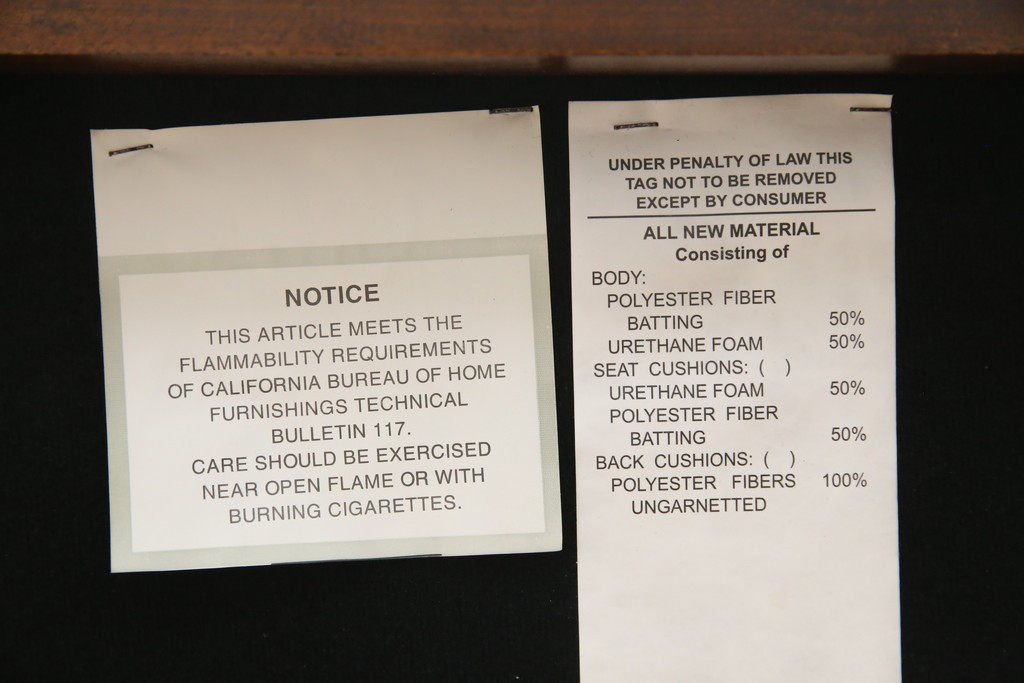 NOTICE
THIS ARTICLE MEETS THE
FLAMMABILITY REQUIREMENTS
OF CALIFORNIA BUREAU OF HOME
FURNISHINGS TECHNICAL
BULLETIN 117.
CARE SHOULD BE EXERCISED
NEAR OPEN FLAME OR WITH
BURNING CIGARETTES.
UNDER PENALTY OF LAW THIS
TAG NOT TO BE REMOVED
EXCEPT BY CONSUMER
ALL NEW MATERIAL
Consisting of
BODY:
POLYESTER FIBER
BATTING 50%
URETHANE FOAM 50%
SEAT CUSHIONS: ( )
URETHANE FOAM 50%
POLYESTER FIBER
BATTING 50%
BACK CUSHIONS: ( )
POLYESTER FIBERS 100%
UNGARNETTED